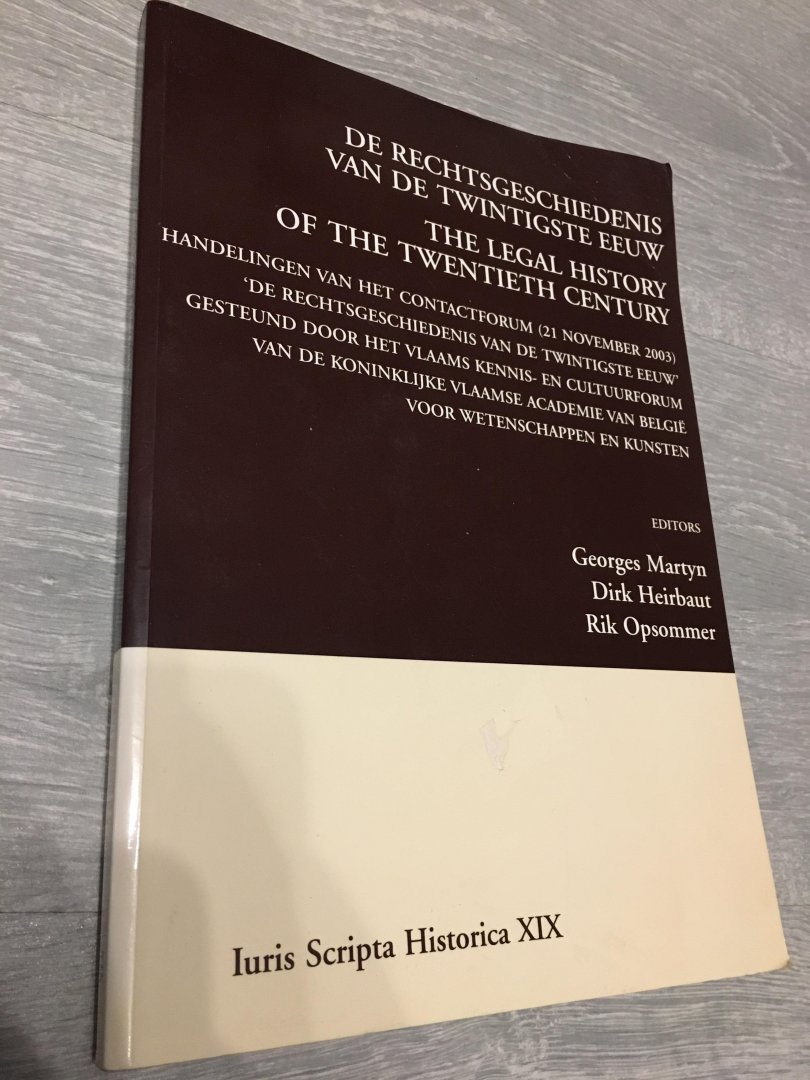 DE RECHTSGESCHIEDENIS
VAN DE TWINTIGSTE EEUW
THE LEGAL HISTORY
OF THE TWENTIETH CENTURY
HANDELINGEN VAN HET CONTACTFORUM (21 NOVEMBER 2003)
‘DE RECHTSGESCHIEDENIS VAN DE TWINTIGSTE EEUW’
GESTEUND DOOR HET VLAAMS KENNIS- EN CULTUURFORUM
VAN DE KONINKLIJKE VLAAMSE ACADEMIE VAN BELGIË
VOOR WETENSCHAPPEN EN KUNSTEN
EDITORS
Georges Martyn
Dirk Heirbaut
Rik Opsommer
Iuris Scripta Historica XIX